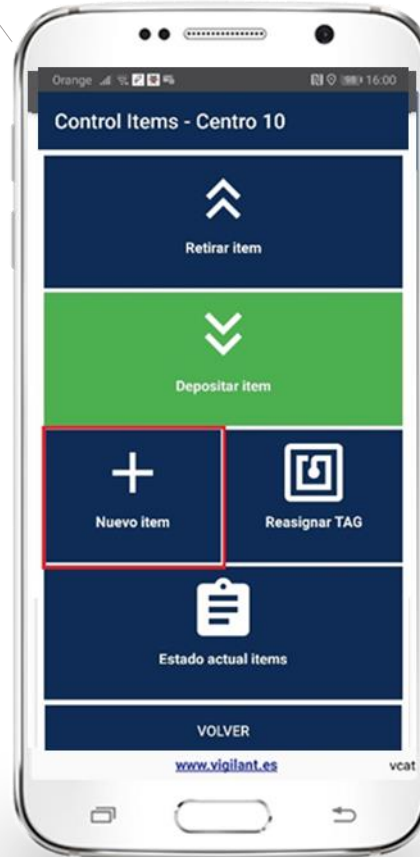 Orange 16:00
Control Items - Centro 10
Retirar item
Depositar item
Nuevo item Reasignar TAG
Estado actual items
VOLVER
www.vigilant.es vcat